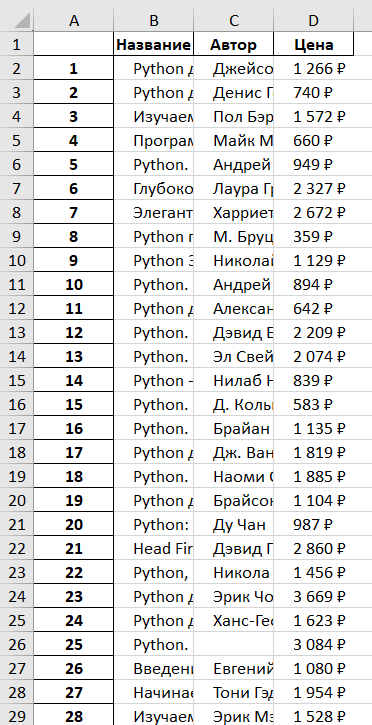 A B C D
1 Название Автор Цена
2 1 Python д Джейсо 1 266 ₽
3 2 Python д Денис П 740 ₽
4 3 Изучаем Пол Бэр 1 572 ₽
5 4 Програм Майк М 660 ₽
6 5 Python. Андрей 949 ₽
7 6 Глубоко Лаура Гр 2 327 ₽
8 7 Элегант Харриет 2 672 ₽
9 8 Python г М. Бруц 359 ₽
10 9 Python 3 Николай 1 129 ₽
11 10 Python. Андрей 894 ₽
12 11 Python д Алексан 642 ₽
13 12 Python. Дэвид Б 2 209 ₽
14 13 Python. Эл Свей 2 074 ₽
15 14 Python - Нилаб Н 839 ₽
16 15 Python. Д. Коль 583 ₽
17 16 Python. Брайан 1 135 ₽
18 17 Python д Дж. Ван 1 819 ₽
19 18 Python. Наоми С 1 885 ₽
20 19 Python д Брайсон 1 104 ₽
21 20 Python: Ду Чан 987 ₽
22 21 Head Fir Дэвид Г 2 860 ₽
23 22 Python, Никола 1 456 ₽
24 23 Python д Эрик Чо 3 669 ₽
25 24 Python д Ханс-Гео 1 623 ₽
26 25 Python. 3 084 ₽
27 26 Введени Евгений 1 080 ₽
28 27 Начинае Тони Гэд 1 954 ₽
29 28 Изучаем Эрик Мэ 1 528 ₽